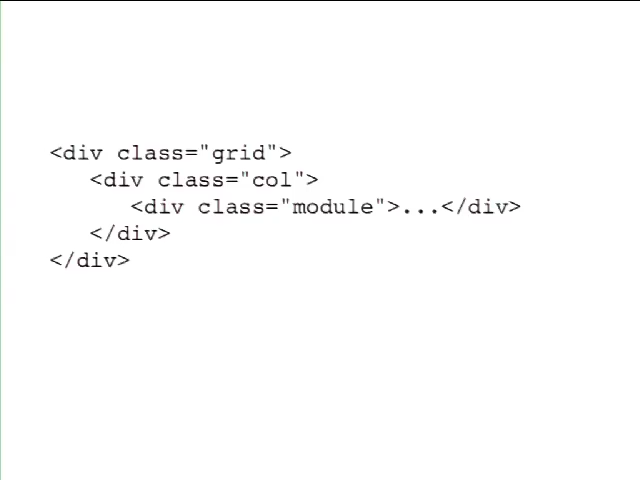 <div class="grid">
<div class="col">
<div class="module">...</div>
</div>
</div>